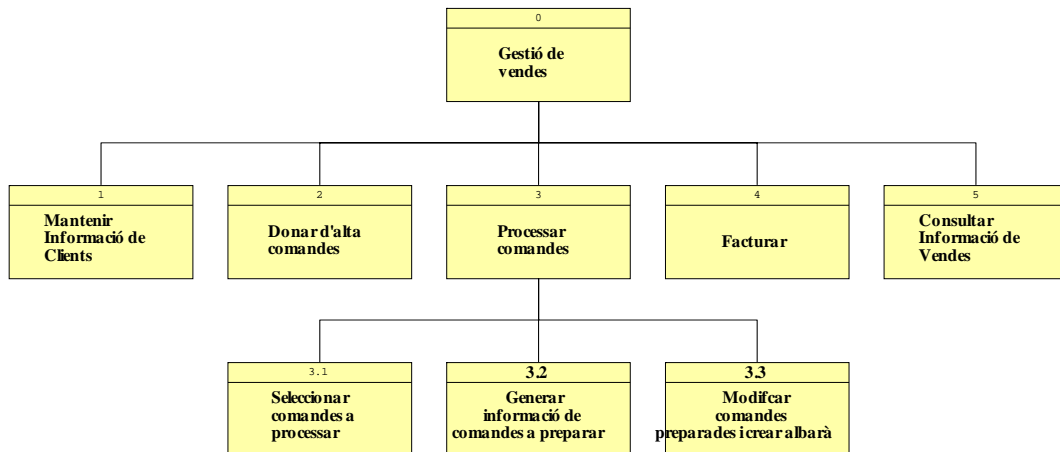 0
Gestió de
vendes
1
Mantenir
Informació de
Clients
2
Donar d'alta
comandes
3
Processar
comandes
4
Facturar
5
Consultar
Informació de
Vendes
3.1
Seleccionar
comandes a
processar
3.2
Generar
informació de
comandes a preparar
3.3
Modifcar
comandes
preparades i crear albarà